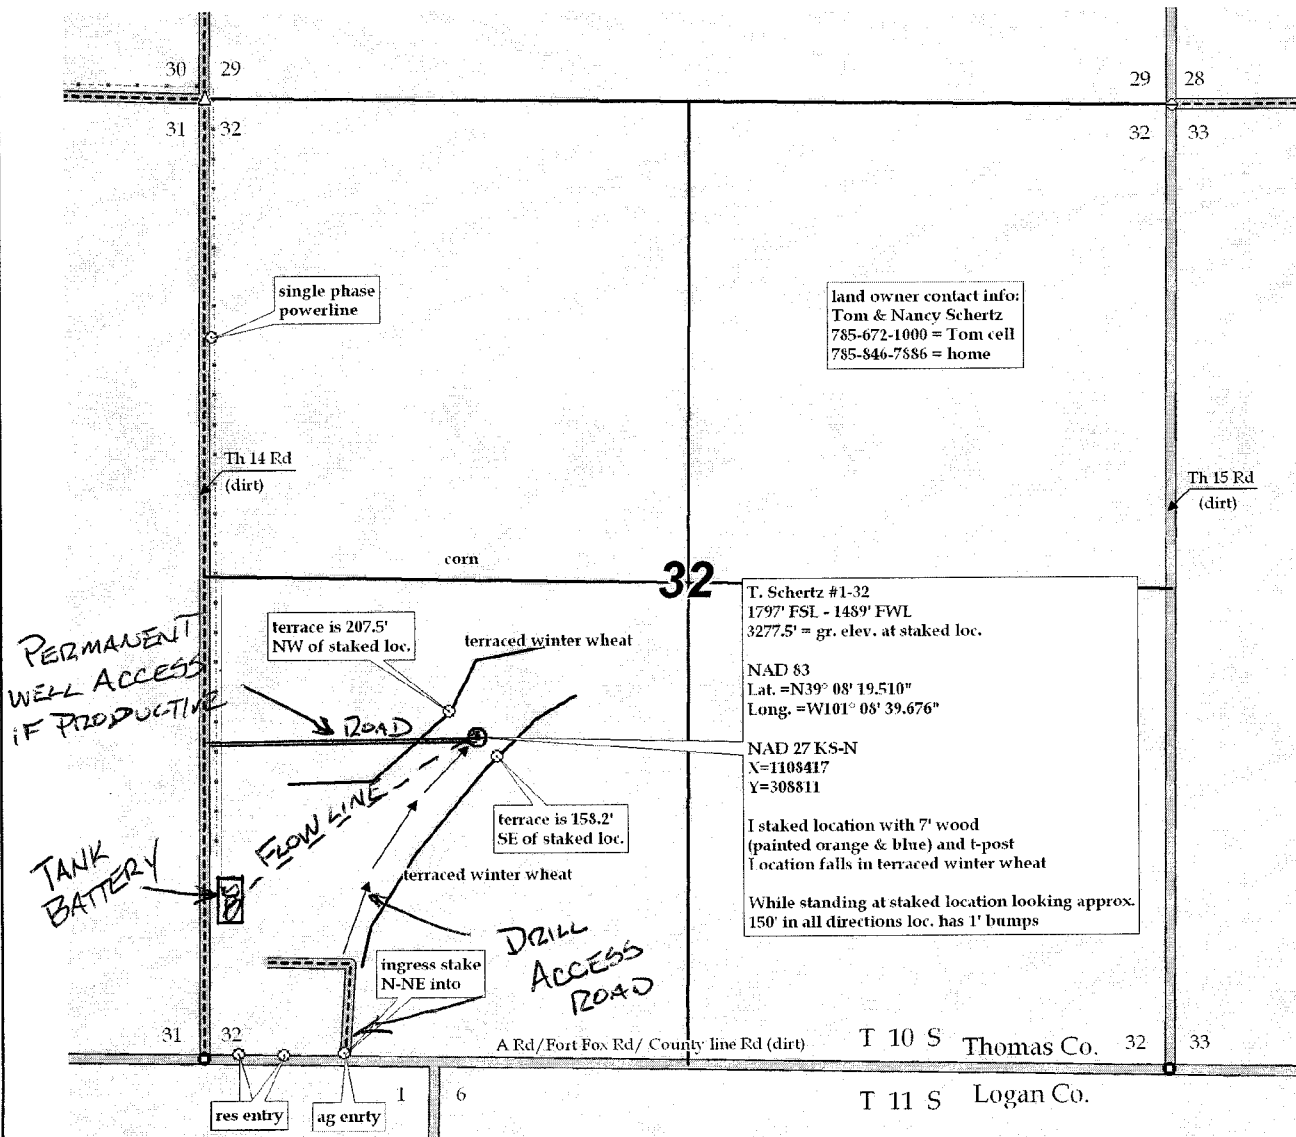 30 29
29 28
31 32
32 33
single phase
powerline
land owner contact info:
Tom & Nancy Schertz
785-672-1000 = Tom cell
785-846-7886 = home
Th 14 Rd
(dirt)
Th 15 Rd
(dirt)
corn
32
T. Schertz #1-32
1797' FSL - 1489' FWL
3277.5' = gr. elev. at staked loc.
NAD 83
Lat. =N39° 08' 19.510"
Long. =W101° 08' 39.676"
NAD 27 KS-N
X=1108417
Y=308811
I staked location with 7' wood
(painted orange & blue) and t-post
Location falls in terraced winter wheat
While standing at staked location looking approx.
150' in all directions loc. has 1' bumps
terrace is 207.5'
NW of staked loc.
terraced winter wheat
PERMANENT
WELL ACCESS
iF PRODUCTIVE
ROAD
FLOW LINE
terrace is 158.2'
SE of staked loc.
TANK
BATTERY
terraced winter wheat
DRILL
ACCESS
ROAD
ingress stake
N-NE into
31 32
A Rd/Fort Fox Rd/ County line Rd (dirt)
T 10 S Thomas Co.
32 33
1 6
T 11 S Logan Co.
res entry
ag enrty